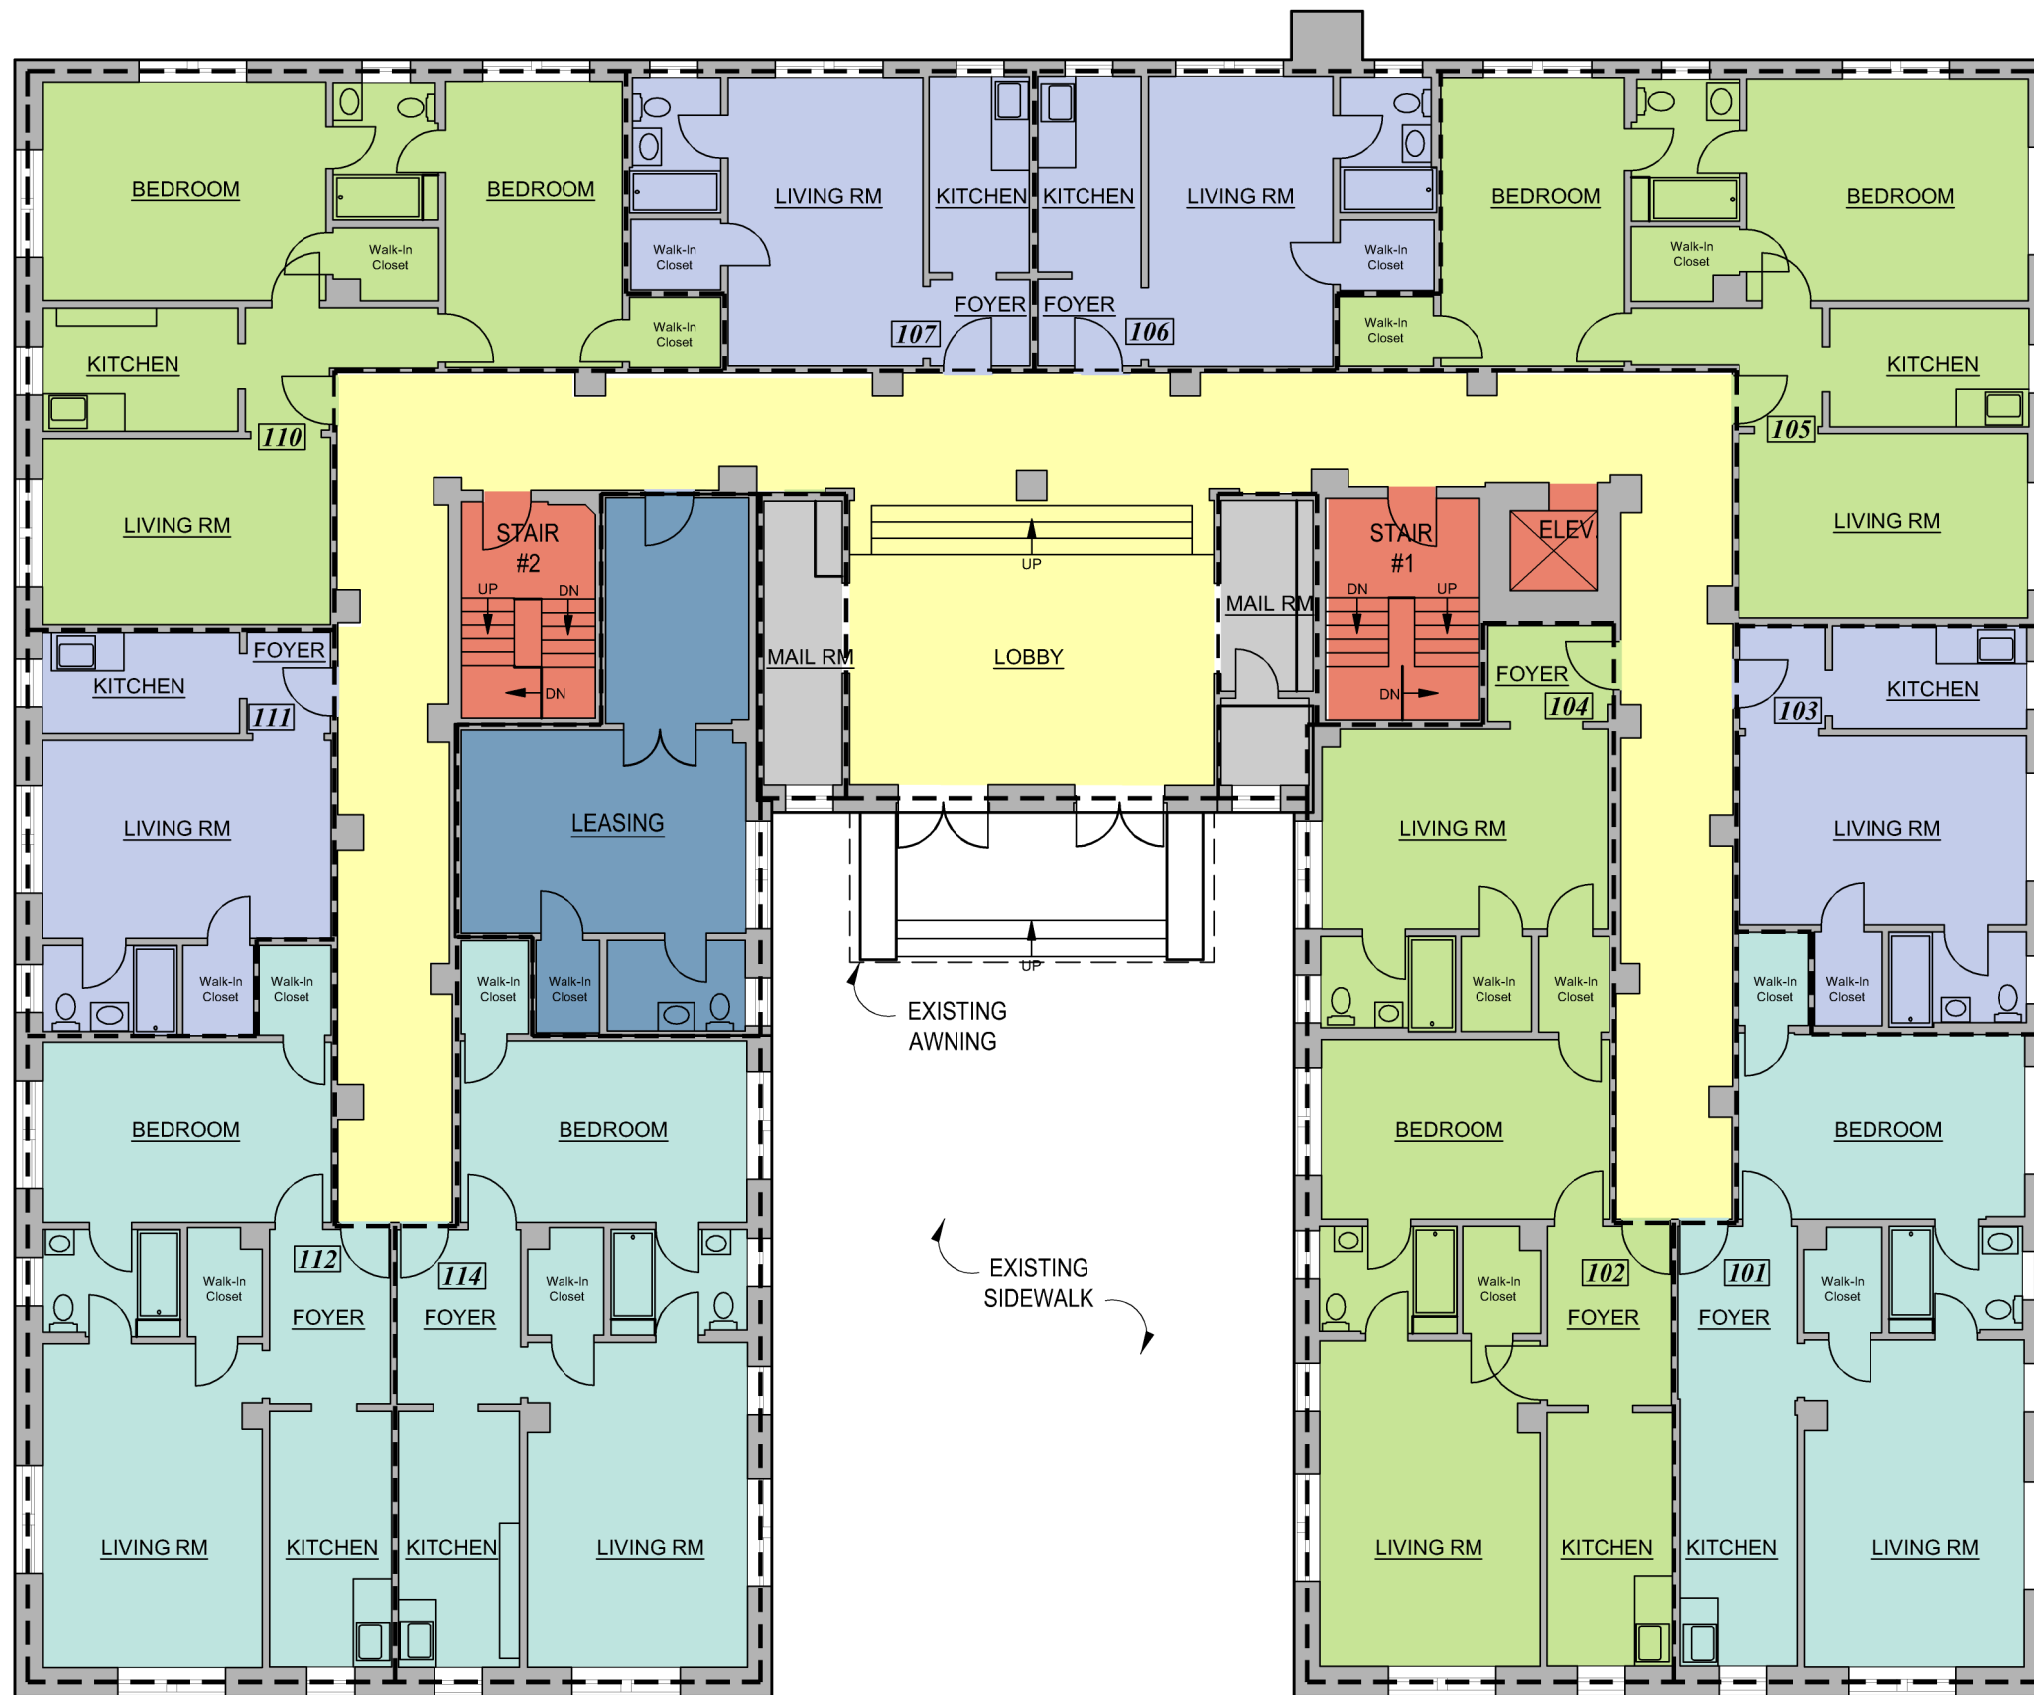 BEDROOM
BEDROOM
LIVING RM
KITCHEN
KITCHEN
LIVING RM
BEDROOM
BEDROOM
Walk-In
Closet
Walk-In
Closet
Walk-In
Closet
Walk-In
Closet
FOYER
FOYER
107
106
Walk-In
Closet
Walk-In
Closet
KITCHEN
KITCHEN
110
105
LIVING RM
STAIR
#2
UP
DN
DN
UP
STAIR
#1
DN
UP
DN
ELEV.
LIVING RM
MAIL RM
LOBBY
MAIL RM
FOYER
KITCHEN
111
FOYER
104
103
KITCHEN
LIVING RM
LEASING
LIVING RM
LIVING RM
Walk-In
Closet
Walk-In
Closet
Walk-In
Closet
Walk-In
Closet
UP
Walk-In
Closet
Walk-In
Closet
Walk-In
Closet
Walk-In
Closet
EXISTING
AWNING
BEDROOM
BEDROOM
BEDROOM
BEDROOM
112
114
102
101
Walk-In
Closet
FOYER
FOYER
Walk-In
Closet
EXISTING
SIDEWALK
Walk-In
Closet
FOYER
FOYER
Walk-In
Closet
LIVING RM
KITCHEN
KITCHEN
LIVING RM
LIVING RM
KITCHEN
KITCHEN
LIVING RM